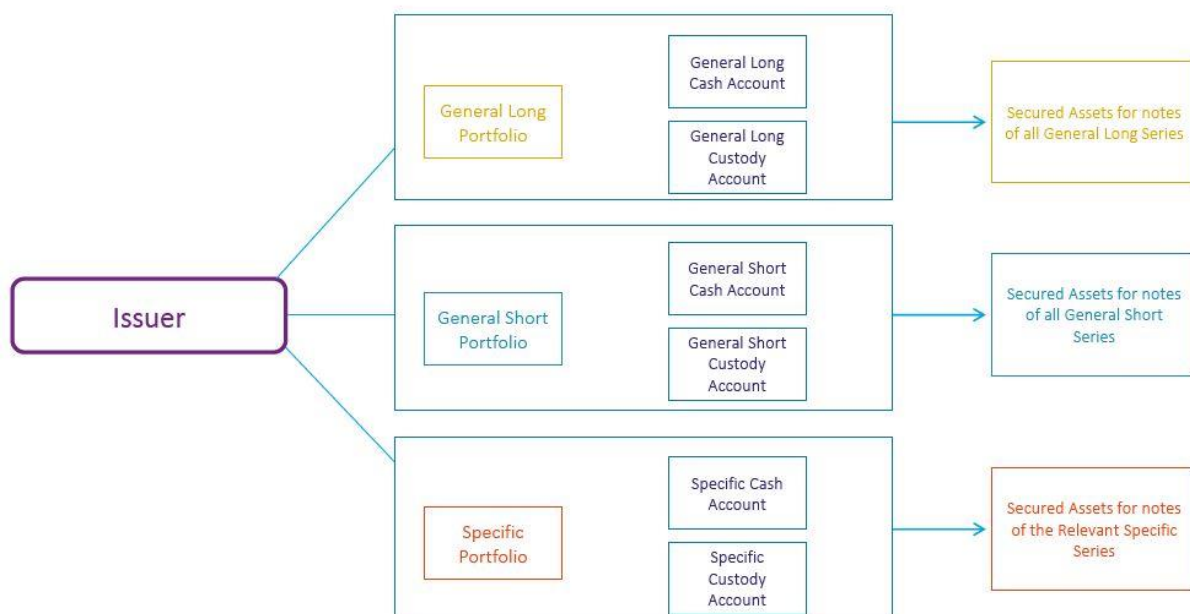 Issuer
General Long
Portfolio
General Long
Cash Account
General Long
Custody
Account
Secured Assets for notes
of all General Long Series
General Short
Portfolio
General Short
Cash Account
General Short
Custody
Account
Secured Assets for notes
of all General Short
Series
Specific
Portfolio
Specific Cash
Account
Specific
Custody
Account
Secured Assets for notes
of the Relevant Specific
Series